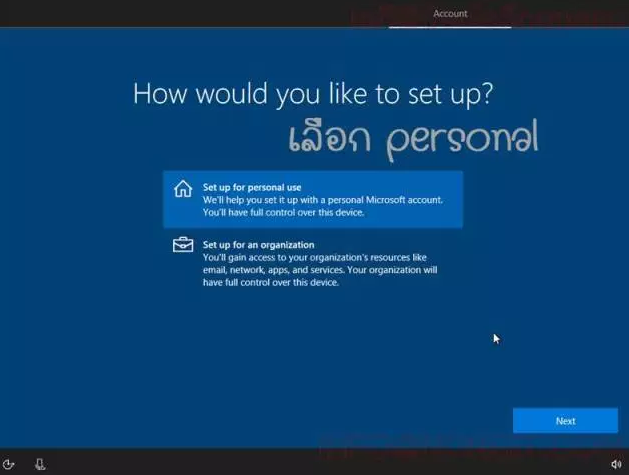 Account
How would you like to set up?
เลือก personal
Set up for personal use
We'll help you set it up with a personal Microsoft account.
You'll have full control over this device.
Set up for an organization
You'll gain access to your organization's resources like
email, network, apps, and services. Your organization will
have full control over this device.
Next